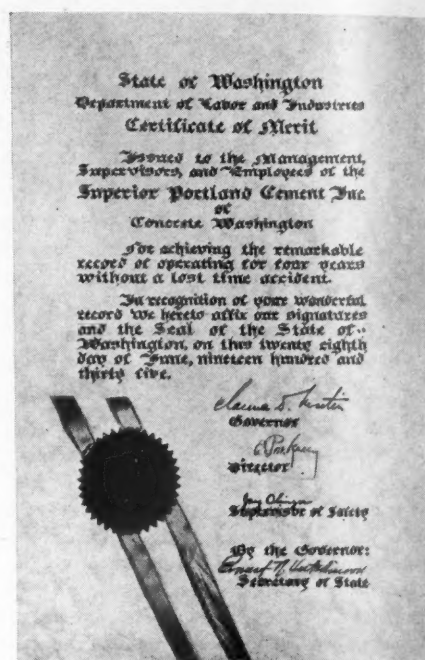 State of Washington
Department of Labor and Industries
Certificate of Merit
Issued to the Management,
Supervisors, and Employees of the
Superior Portland Cement Inc.
of
Concrete Washington
For achieving the remarkable
record of operating for four years
without a lost time accident.
In recognition of your wonderful
record we hereto affix our signatures
and the Seal of the State of
Washington, on this twenty eighth
day of June, nineteen hundred and
thirty five.
Governor
Director
Supervisor of Safety
By the Governor:
Secretary of State